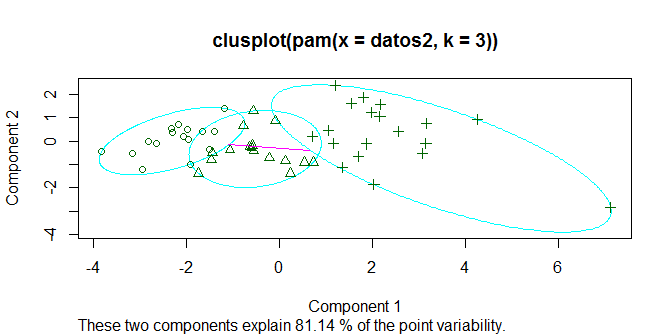 clusplot(pam(x = datos2, k = 3))
Component 2
2
1
0
-2
-4
-4
-2
0
2
4
6
Component 1
These two components explain 81.14 % of the point variability.